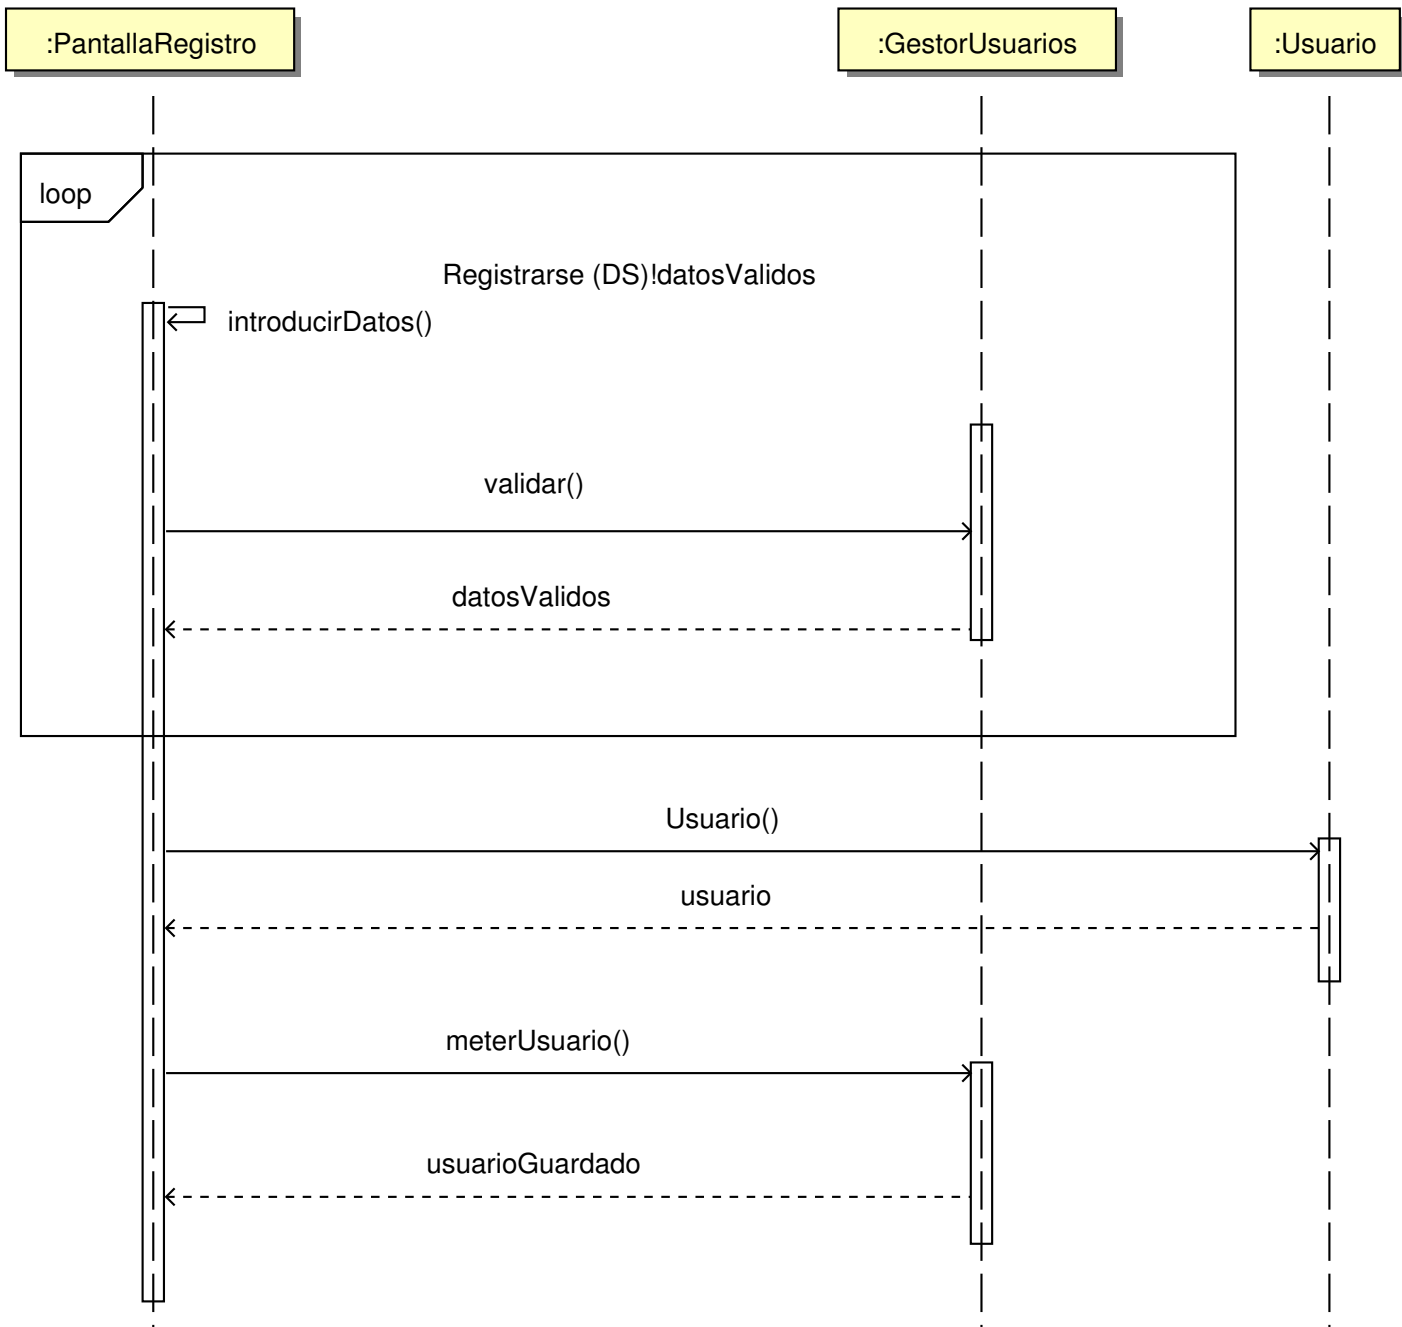 :PantallaRegistro
:GestorUsuarios
:Usuario
loop
Registrarse (DS)!datosValidos
introducirDatos()
validar()
datosValidos
Usuario()
usuario
meterUsuario()
usuarioGuardado